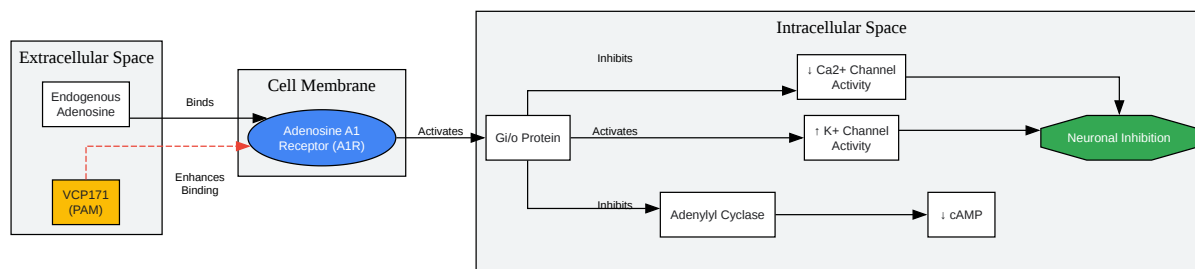 Extracellular Space
Endogenous
Adenosine
VCP171
(PAM)
Binds
Enhances
Binding
Cell Membrane
Adenosine A1
Receptor (A1R)
Activates
Intracellular Space
Gi/o Protein
Inhibits
↓ Ca2+ Channel
Activity
Activates
↑ K+ Channel
Activity
Neuronal Inhibition
Inhibits
Adenylyl Cyclase
↓ cAMP